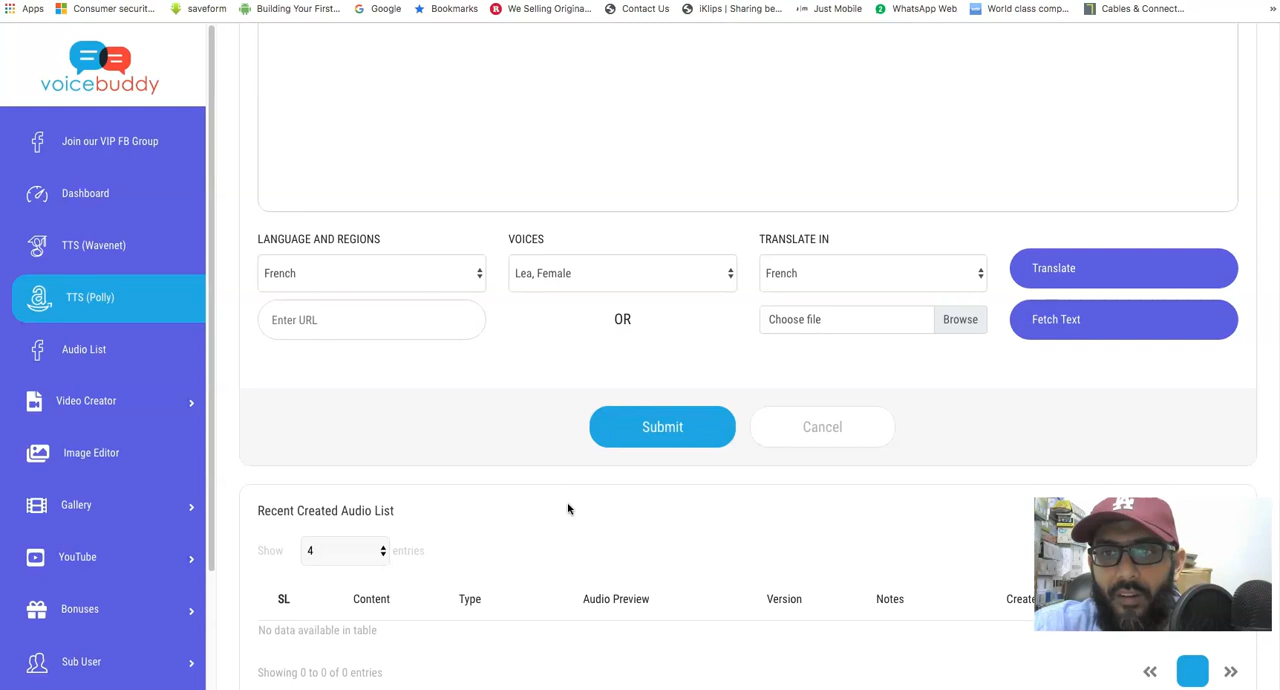 Apps Consumer securit... saveform Building Your First... Google Bookmarks We Selling Origina... Contact Us iKlips | Sharing be... Just Mobile WhatsApp Web World class comp... Cables & Connect... »
voicebuddy
Join our VIP FB Group
Dashboard
TTS (Wavenet)
TTS (Polly)
Audio List
Video Creator
Image Editor
Gallery
YouTube
Bonuses
Sub User
LANGUAGE AND REGIONS VOICES TRANSLATE IN
French Lea, Female French Translate
Enter URL OR Choose file Browse Fetch Text
Submit Cancel
Recent Created Audio List
Show 4 entries
SL Content Type Audio Preview Version Notes Create
No data available in table
Showing 0 to 0 of 0 entries
« »